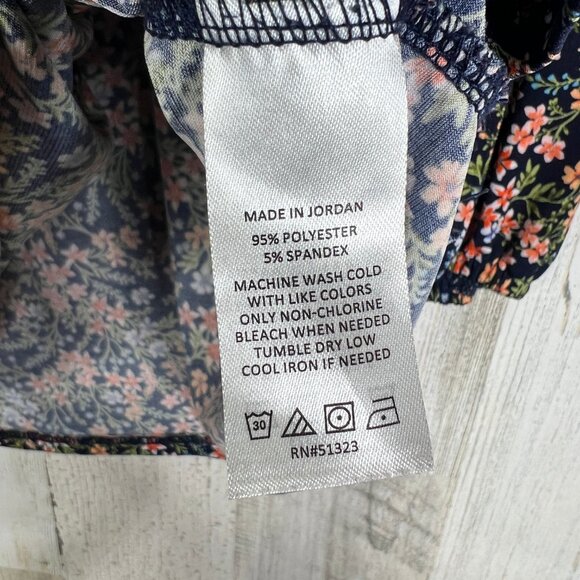 MADE IN JORDAN
95% POLYESTER
5% SPANDEX
MACHINE WASH COLD
WITH LIKE COLORS
ONLY NON-CHLORINE
BLEACH WHEN NEEDED
TUMBLE DRY LOW
COOL IRON IF NEEDED
30
RN#51323